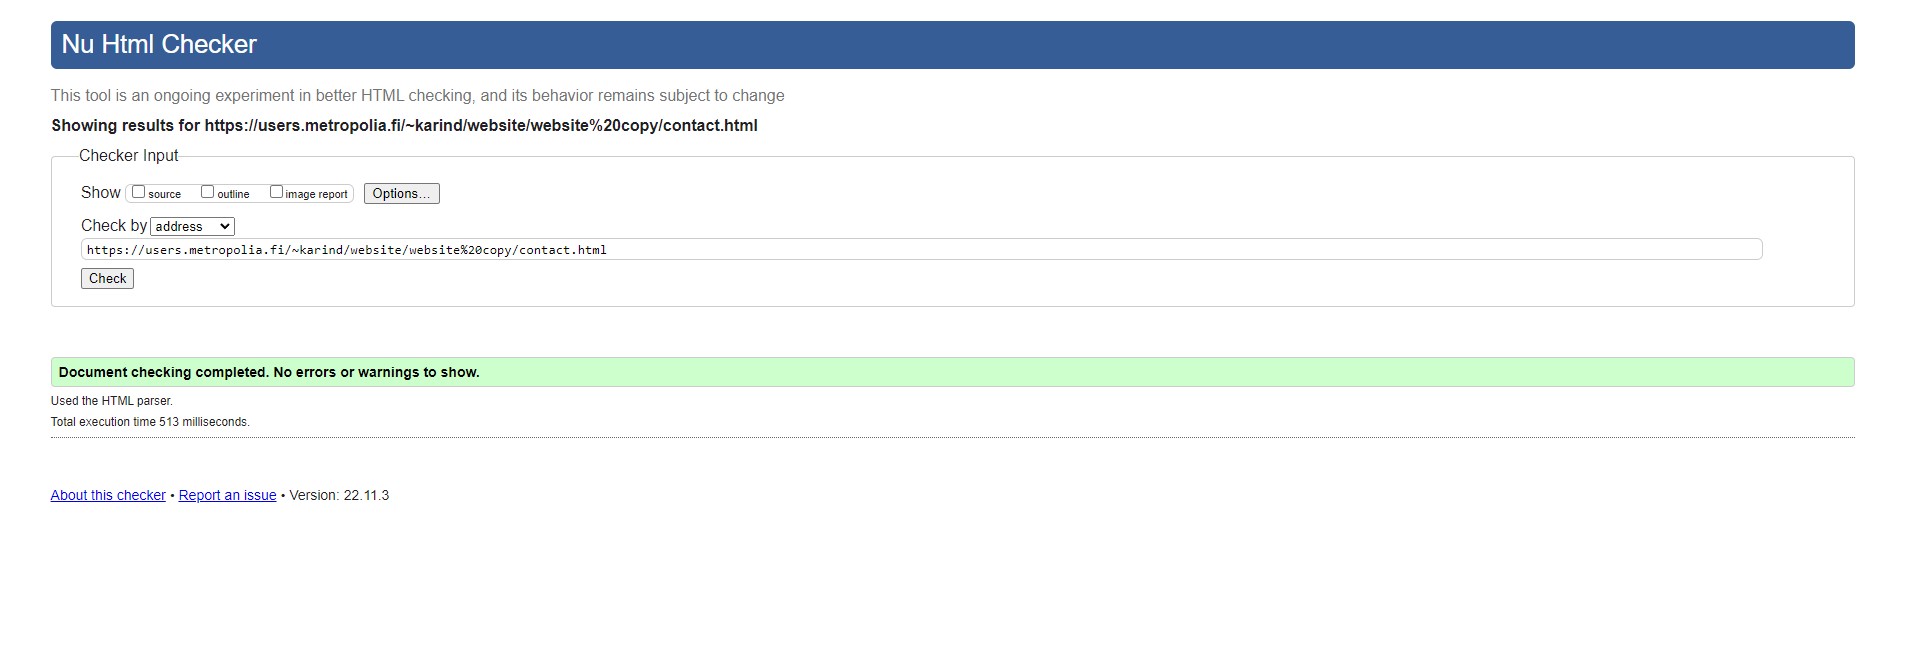 Nu Html Checker
This tool is an ongoing experiment in better HTML checking, and its behavior remains subject to change
Showing results for https://users.metropolia.fi/~karind/website/website%20copy/contact.html
Checker Input
Show source outline image report Options...
Check by address
https://users.metropolia.fi/~karind/website/website%20copy/contact.html
Check
Document checking completed. No errors or warnings to show.
Used the HTML parser.
Total execution time 513 milliseconds.
About this checker • Report an issue • Version: 22.11.3